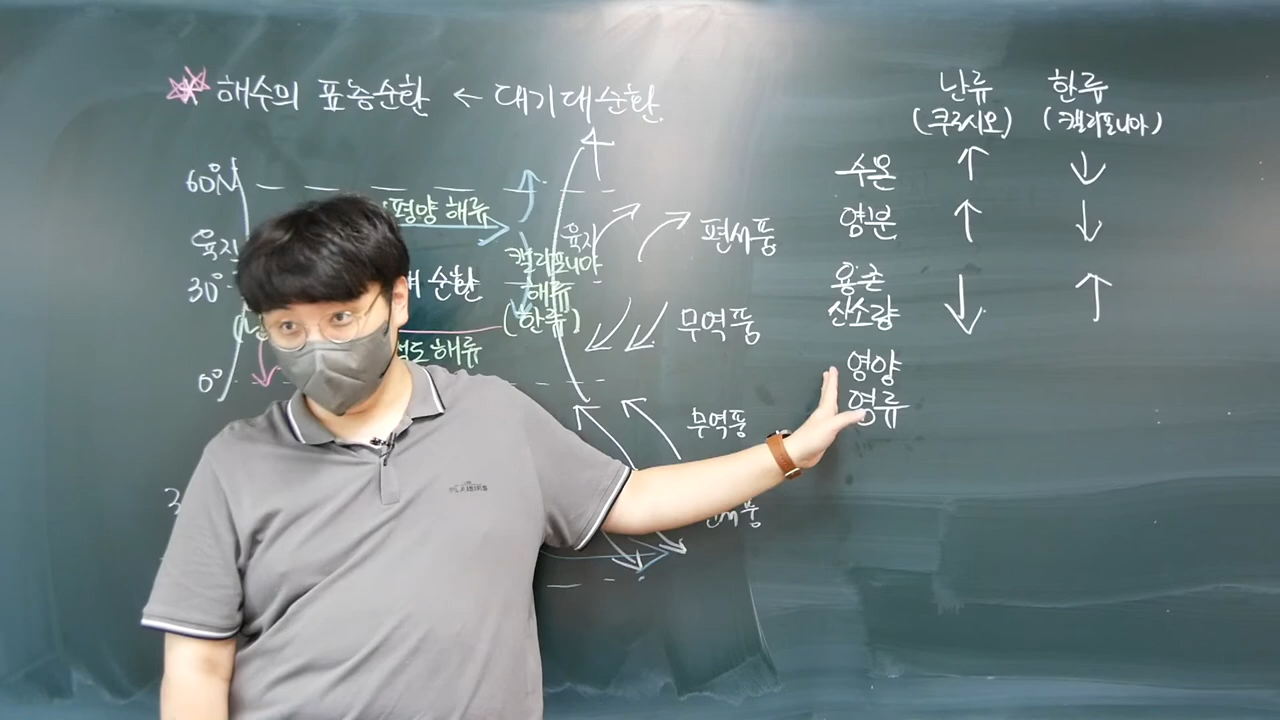 해수의 표층순환 ← 대기대순환
60°N
육지
30°
0°
평양 해류
순환
적도 해류
육지
캘리포니아
해류
(한류)
편서풍
무역풍
무역풍
난류
(쿠로시오)
한류
(캘리포니아)
수온 ↑ ↓
염분 ↑ ↓
용존
산소량 ↓ ↑
영양
염류